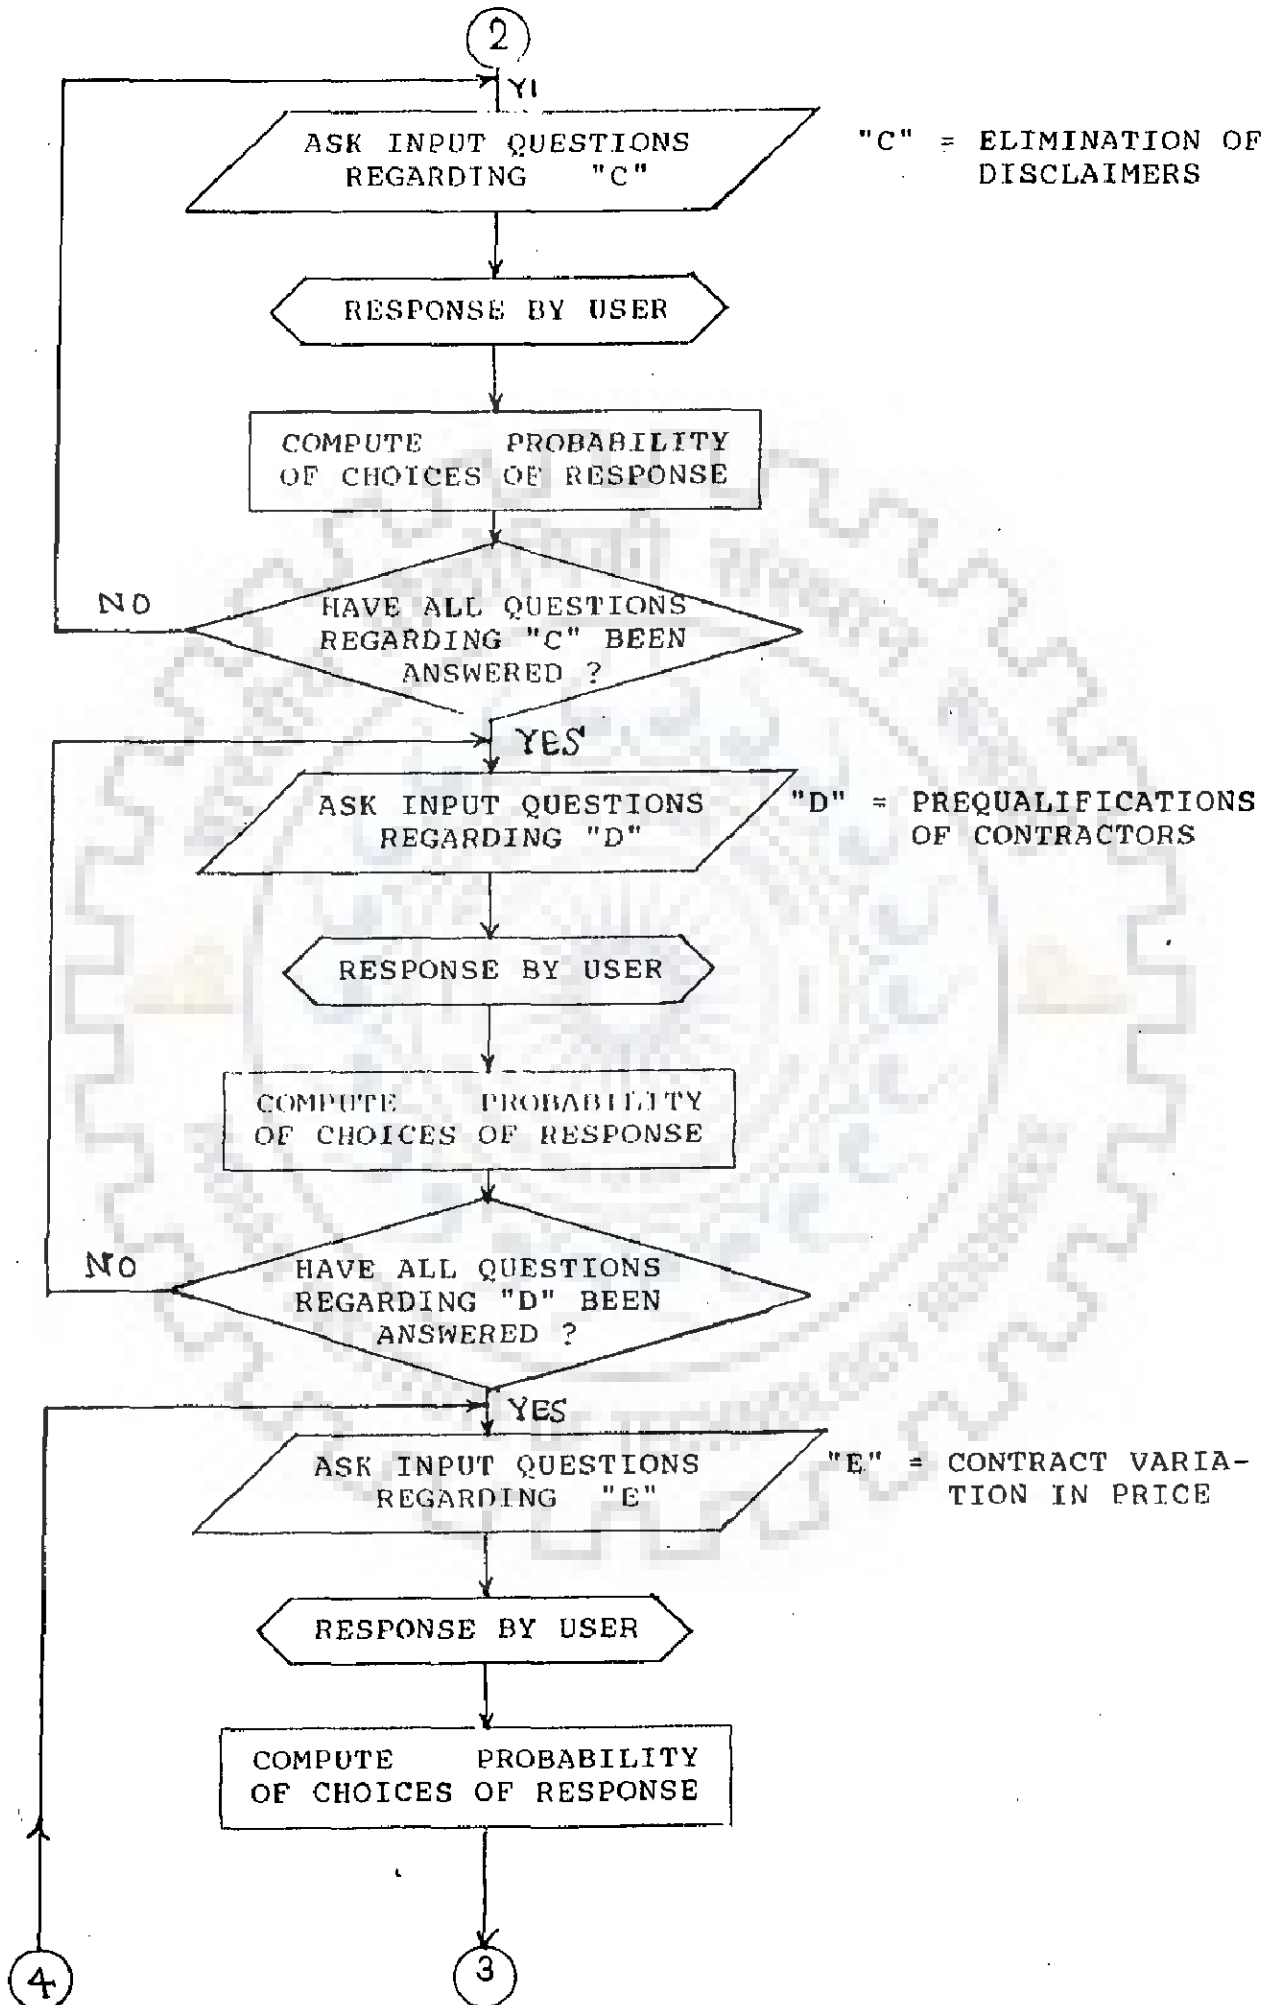 2
YI
ASK INPUT QUESTIONS
REGARDING "C"
"C" = ELIMINATION OF
DISCLAIMERS
RESPONSE BY USER
COMPUTE PROBABILITY
OF CHOICES OF RESPONSE
NO
HAVE ALL QUESTIONS
REGARDING "C" BEEN
ANSWERED ?
YES
ASK INPUT QUESTIONS
REGARDING "D"
"D" = PREQUALIFICATIONS
OF CONTRACTORS
RESPONSE BY USER
COMPUTE PROBABILITY
OF CHOICES OF RESPONSE
NO
HAVE ALL QUESTIONS
REGARDING "D" BEEN
ANSWERED ?
YES
ASK INPUT QUESTIONS
REGARDING "E"
"E" = CONTRACT VARIA-
TION IN PRICE
RESPONSE BY USER
COMPUTE PROBABILITY
OF CHOICES OF RESPONSE
4
3